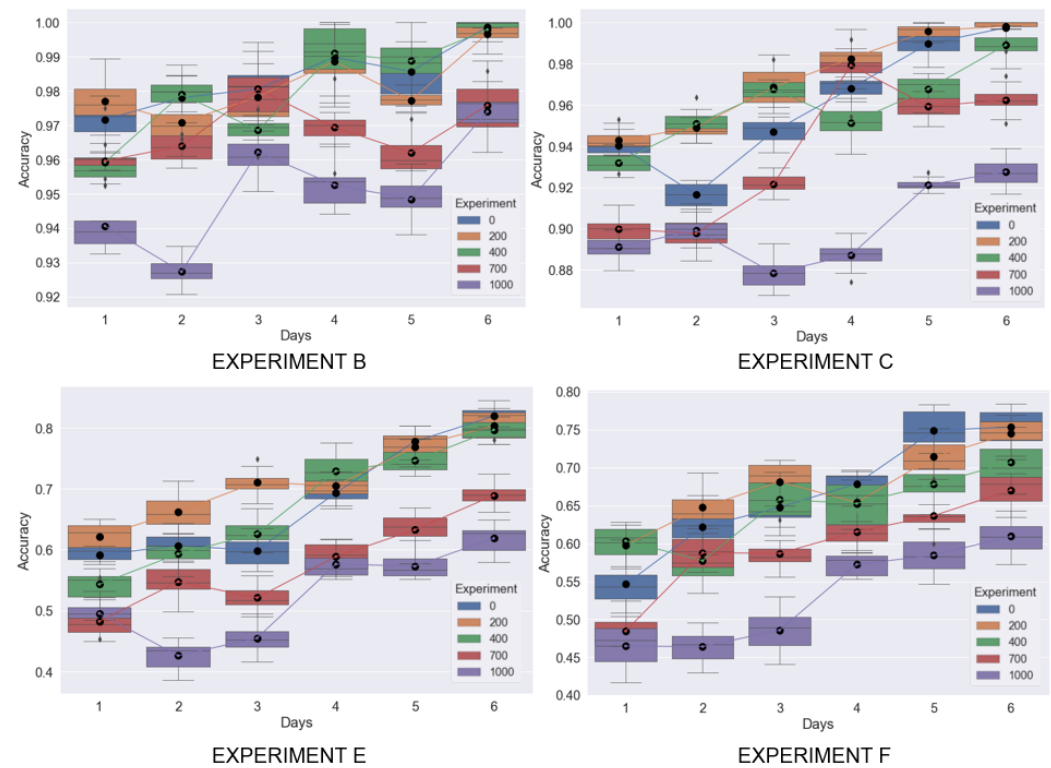 1.00
0.99
0.98
0.97
0.96
0.95
0.94
0.93
0.92
Accuracy
Experiment
0
200
400
700
1000
1 2 3 4 5 6
Days
EXPERIMENT B
1.00
0.98
0.96
0.94
0.92
0.90
0.88
Accuracy
Experiment
0
200
400
700
1000
1 2 3 4 5 6
Days
EXPERIMENT C
0.8
0.7
0.6
0.5
0.4
Accuracy
Experiment
0
200
400
700
1000
1 2 3 4 5 6
Days
EXPERIMENT E
0.80
0.75
0.70
0.65
0.60
0.55
0.50
0.45
0.40
Accuracy
Experiment
0
200
400
700
1000
1 2 3 4 5 6
Days
EXPERIMENT F